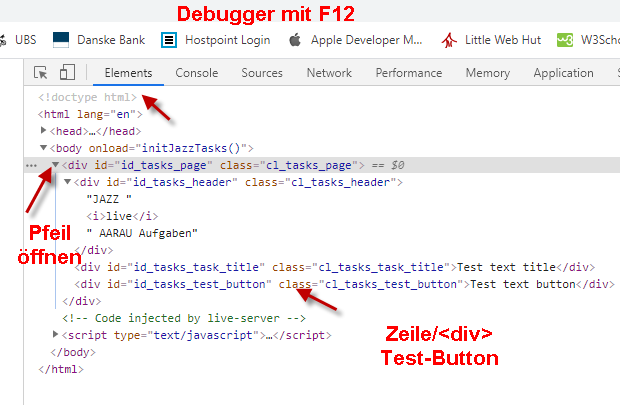 Debugger mit F12
UBS Danske Bank Hostpoint Login Apple Developer M... Little Web Hut W3Scho
Elements Console Sources Network Performance Memory Application
<!doctype html>
<html lang="en">
<head>…</head>
<body onload="initJazzTasks()">
… <div id="id_tasks_page" class="cl_tasks_page"> == $0
<div id="id_tasks_header" class="cl_tasks_header">
"JAZZ "
<i>live</i>
" AARAU Aufgaben"
</div>
Pfeil
öffnen
<div id="id_tasks_task_title" class="cl_tasks_task_title">Test text title</div>
<div id="id_tasks_test_button" class="cl_tasks_test_button">Test text button</div>
</div>
<!-- Code injected by live-server -->
<script type="text/javascript">…</script>
</body>
</html>
Zeile/<div>
Test-Button